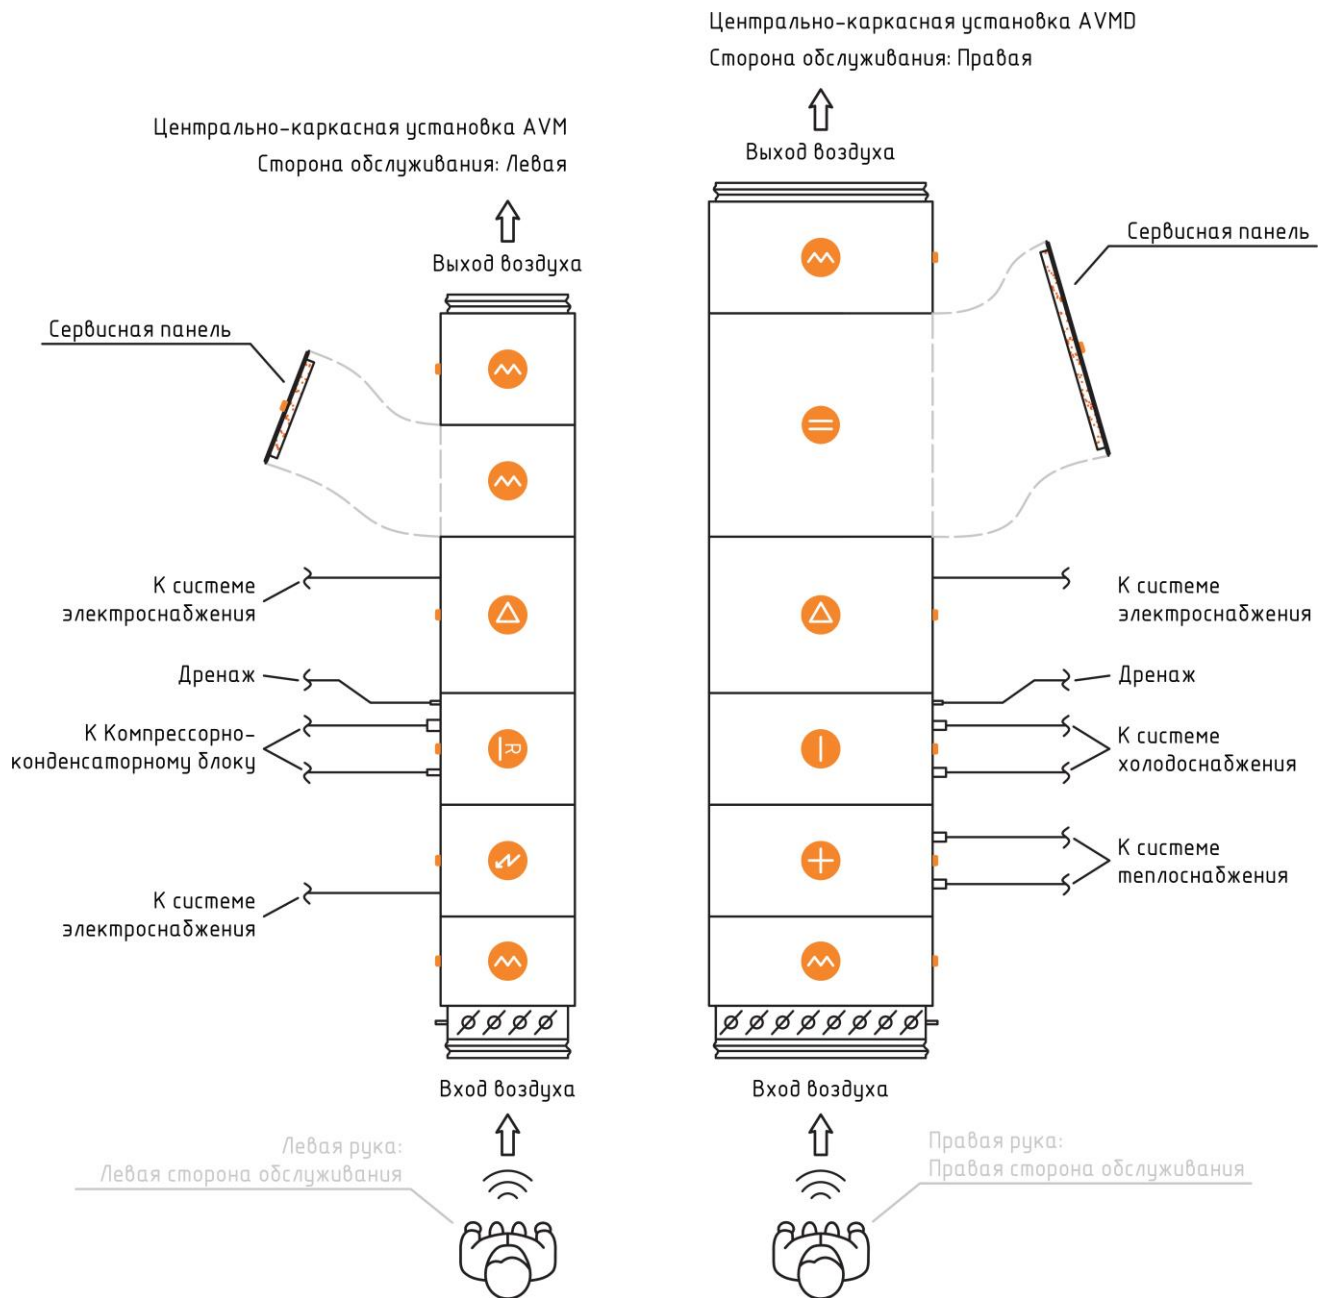 Центрально-каркасная установка AVMD
Сторона обслуживания: Правая
Выход воздуха
Сервисная панель
К системе
электроснабжения
Дренаж
К системе
холодоснабжения
К системе
теплоснабжения
Вход воздуха
Правая рука:
Правая сторона обслуживания
Центрально-каркасная установка AVM
Сторона обслуживания: Левая
Выход воздуха
Сервисная панель
К системе
электроснабжения
Дренаж
К Компрессорно-
конденсаторному блоку
R
К системе
электроснабжения
Вход воздуха
Левая рука:
Левая сторона обслуживания